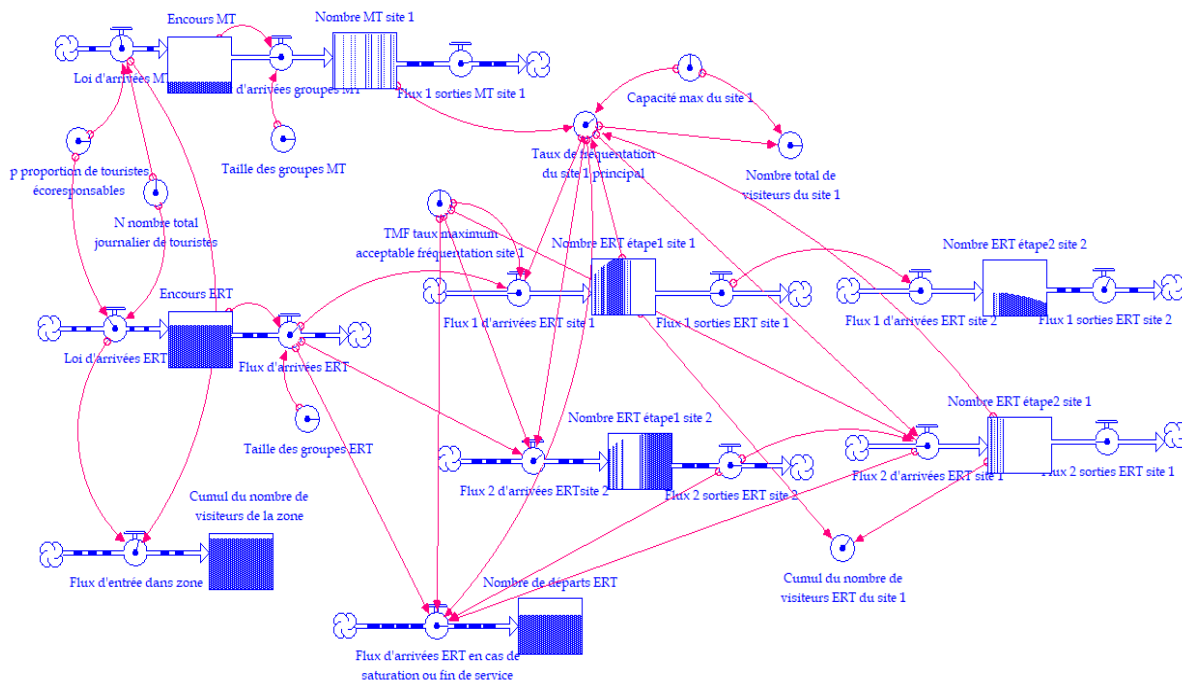 Encours MT
Nombre MT site 1
Loi d'arrivées MT
d'arrivées groupes MT
Flux 1 sorties MT site 1
Capacité max du site 1
Taille des groupes MT
Taux de fréquentation
du site 1 principal
Nombre total de
visiteurs du site 1
p proportion de touristes
écoresponsables
N nombre total
journalier de touristes
TMF taux maximum
acceptable fréquentation site 1
Nombre ERT étape1 site 1
Nombre ERT étape2 site 2
Encours ERT
Flux 1 d'arrivées ERT site 1
Flux 1 sorties ERT site 1
Flux 1 d'arrivées ERT site 2
Flux 1 sorties ERT site 2
Loi d'arrivées ERT
Flux d'arrivées ERT
Nombre ERT étape2 site 1
Nombre ERT étape1 site 2
Taille des groupes ERT
Flux 2 d'arrivées ERTsite 2
Flux 2 sorties ERT site 2
Flux 2 d'arrivées ERT site 1
Flux 2 sorties ERT site 1
Cumul du nombre de
visiteurs de la zone
Flux d'entrée dans zone
Nombre de départs ERT
Cumul du nombre de
visiteurs ERT du site 1
Flux d'arrivées ERT en cas de
saturation ou fin de service